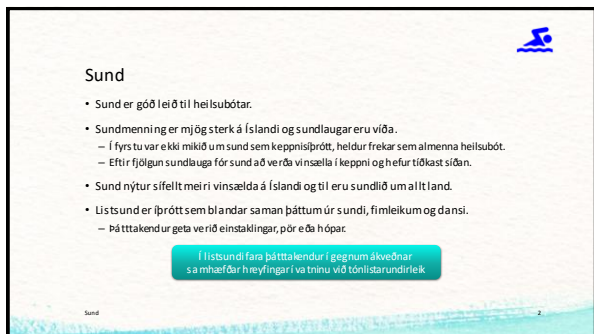 Sund
• Sund er góð leið til heilsubótar.
• Sundmenning er mjög sterk á Íslandi og sundlaugar eru víða.
– Í fyrstu var ekki mikið um sund sem keppnisíþrótt, heldur frekar sem almenna heilsubót.
– Eftir fjölgun sundlauga fór sund að verða vinsælla í keppni og hefur tíðkast síðan.
• Sund nýtur sífellt meiri vinsælda á Íslandi og til eru sundlið um allt land.
• Listsund er íþrótt sem blandar saman þáttum úr sundi, fimleikum og dansi.
– Þátttakendur geta verið einstaklingar, pör eða hópar.
Í listsundi fara þátttakendur í gegnum ákveðnar
samhæfðar hreyfingar í vatninu við tónlistarundirleik
Sund
2